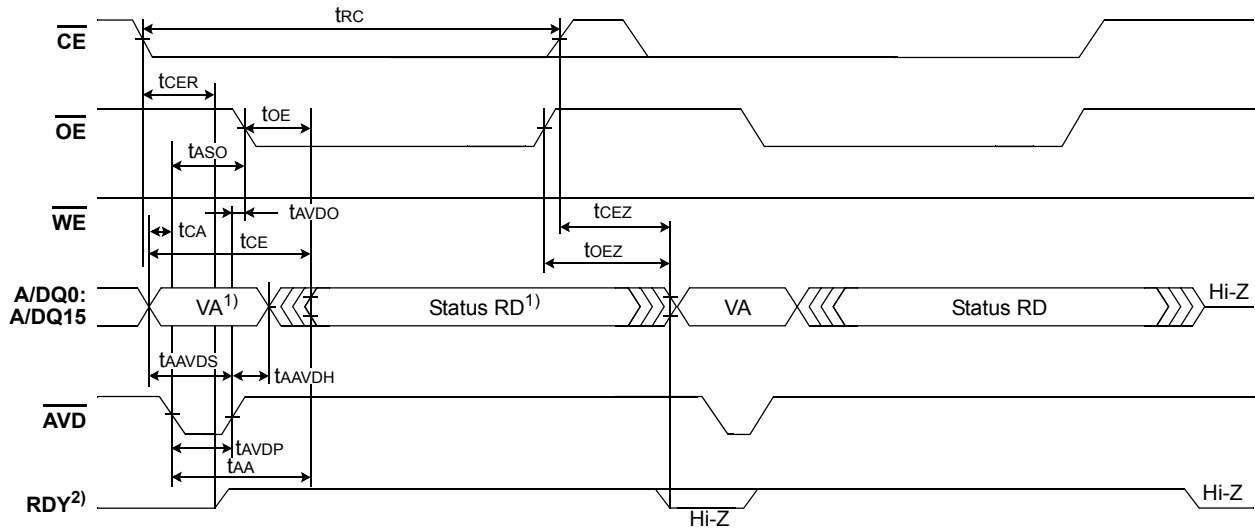 tRC
CE
tCER
tOE
OE
tASO
tAVDO
WE
tCA
tCE
tCEZ
tOEZ
A/DQ0:
A/DQ15
VA1)
Status RD1)
VA
Status RD
Hi-Z
tAAVDS
tAAVDH
AVD
tAVDP
tAA
RDY2)
Hi-Z
Hi-Z